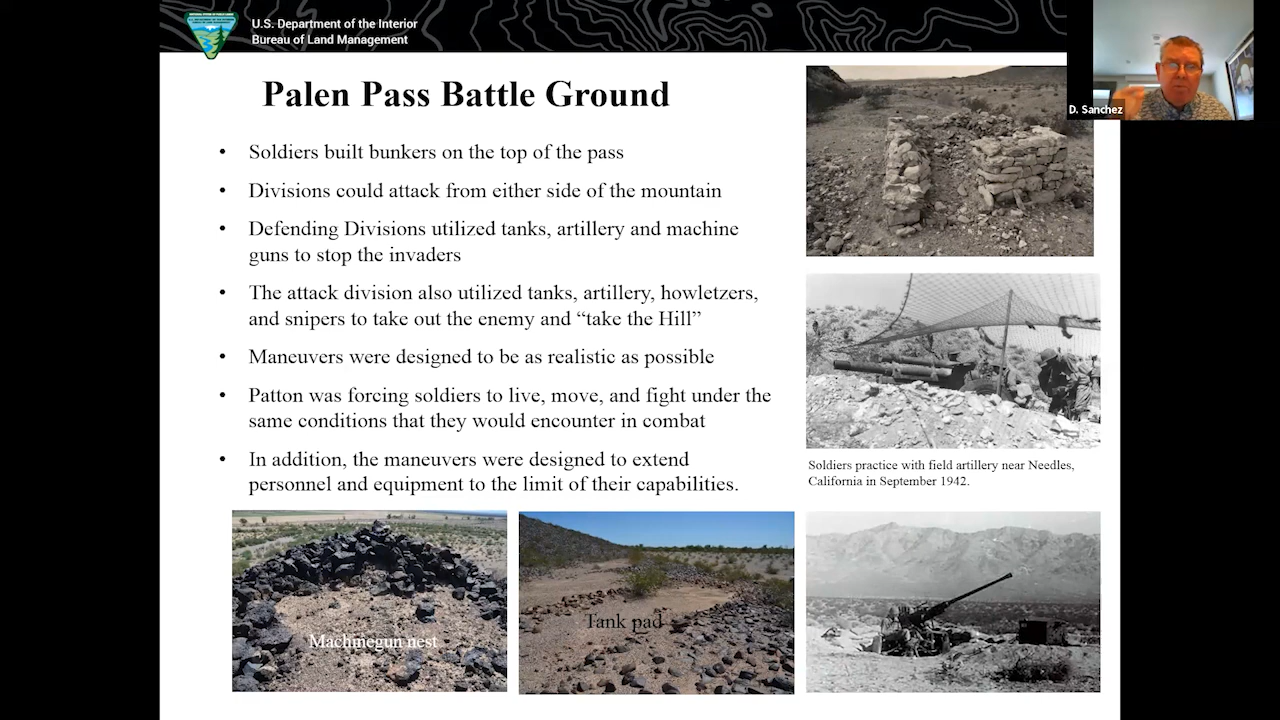 U.S. Department of the Interior
Bureau of Land Management
D. Sanchez
Palen Pass Battle Ground
• Soldiers built bunkers on the top of the pass
• Divisions could attack from either side of the mountain
• Defending Divisions utilized tanks, artillery and machine
guns to stop the invaders
• The attack division also utilized tanks, artillery, howletzers,
and snipers to take out the enemy and “take the Hill”
• Maneuvers were designed to be as realistic as possible
• Patton was forcing soldiers to live, move, and fight under the
same conditions that they would encounter in combat
• In addition, the maneuvers were designed to extend
personnel and equipment to the limit of their capabilities.
Soldiers practice with field artillery near Needles,
California in September 1942.
Machinegun nest
Tank pad